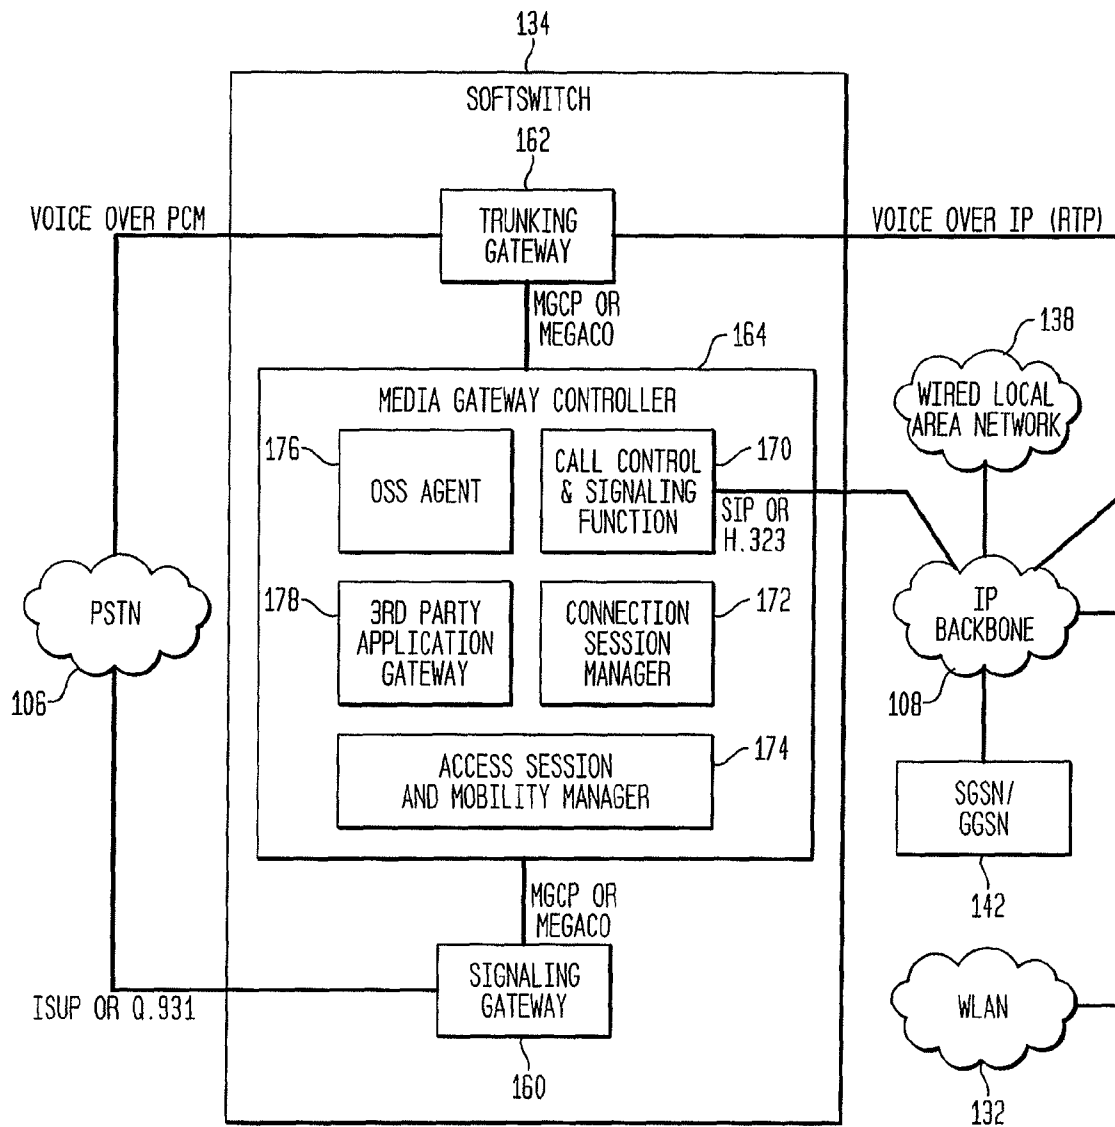 134
SOFTSWITCH
162
TRUNKING
GATEWAY
VOICE OVER PCM
VOICE OVER IP (RTP)
MGCP OR
MEGACO
164
138
MEDIA GATEWAY CONTROLLER
WIRED LOCAL
AREA NETWORK
176
OSS AGENT
170
CALL CONTROL
& SIGNALING
FUNCTION
SIP OR
H.323
PSTN
106
178
3RD PARTY
APPLICATION
GATEWAY
172
CONNECTION
SESSION
MANAGER
IP
BACKBONE
108
174
ACCESS SESSION
AND MOBILITY MANAGER
SGSN/
GGSN
142
MGCP OR
MEGACO
SIGNALING
GATEWAY
ISUP OR Q.931
160
WLAN
132